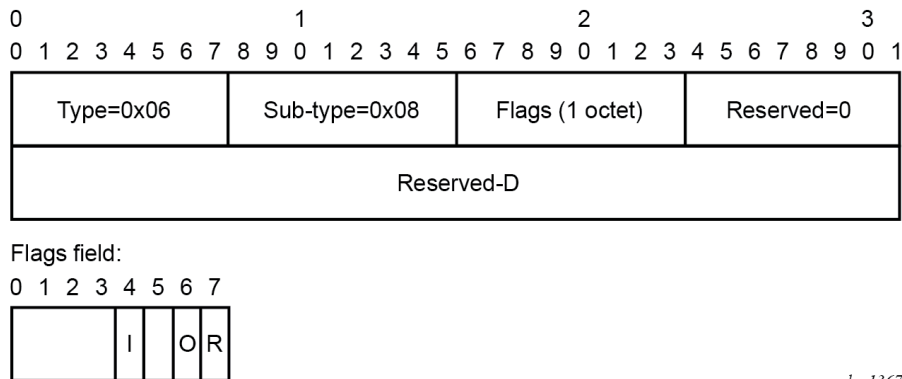 0 1 2 3
0 1 2 3 4 5 6 7 8 9 0 1 2 3 4 5 6 7 8 9 0 1 2 3 4 5 6 7 8 9 0 1
Type=0x06 Sub-type=0x08 Flags (1 octet) Reserved=0
Reserved-D
Flags field:
0 1 2 3 4 5 6 7
I O R